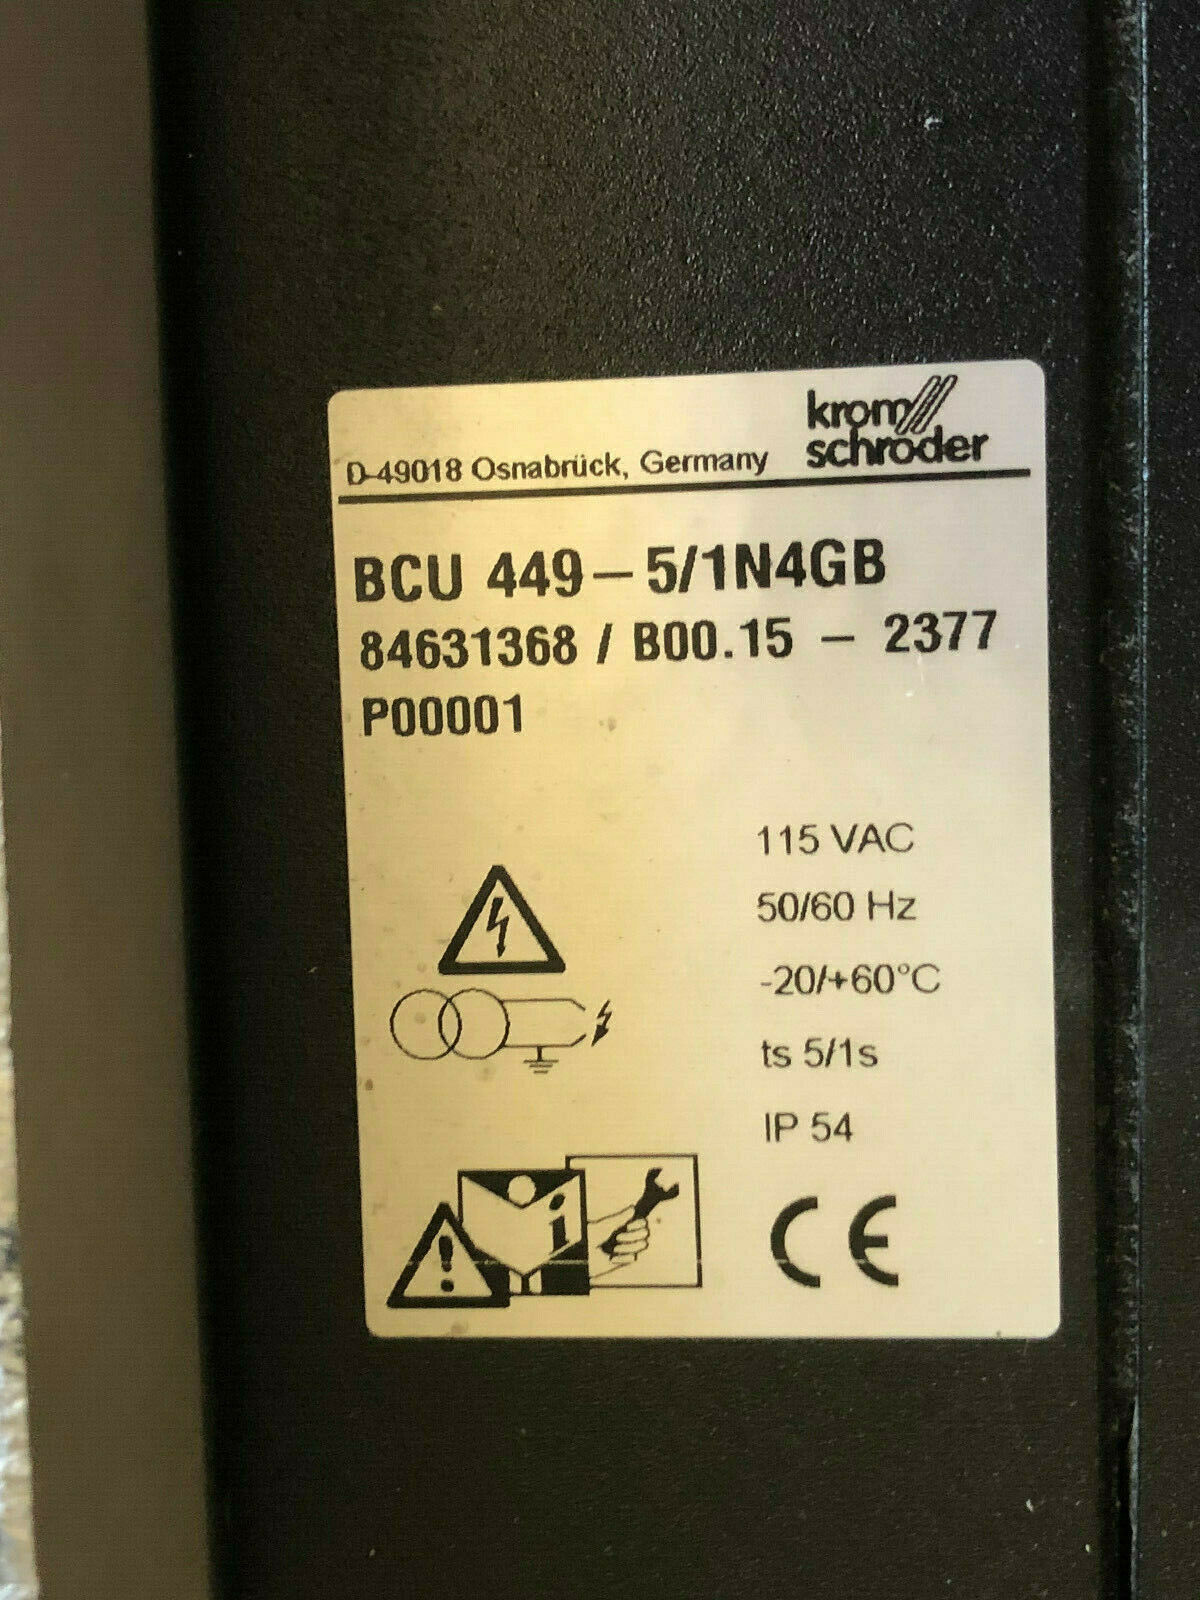 krom
schroder
D-49018 Osnabrück, Germany
BCU 449–5/1N4GB
84631368 / B00.15 – 2377
P00001
115 VAC
50/60 Hz
-20/+60°C
ts 5/1s
IP 54
i
CE